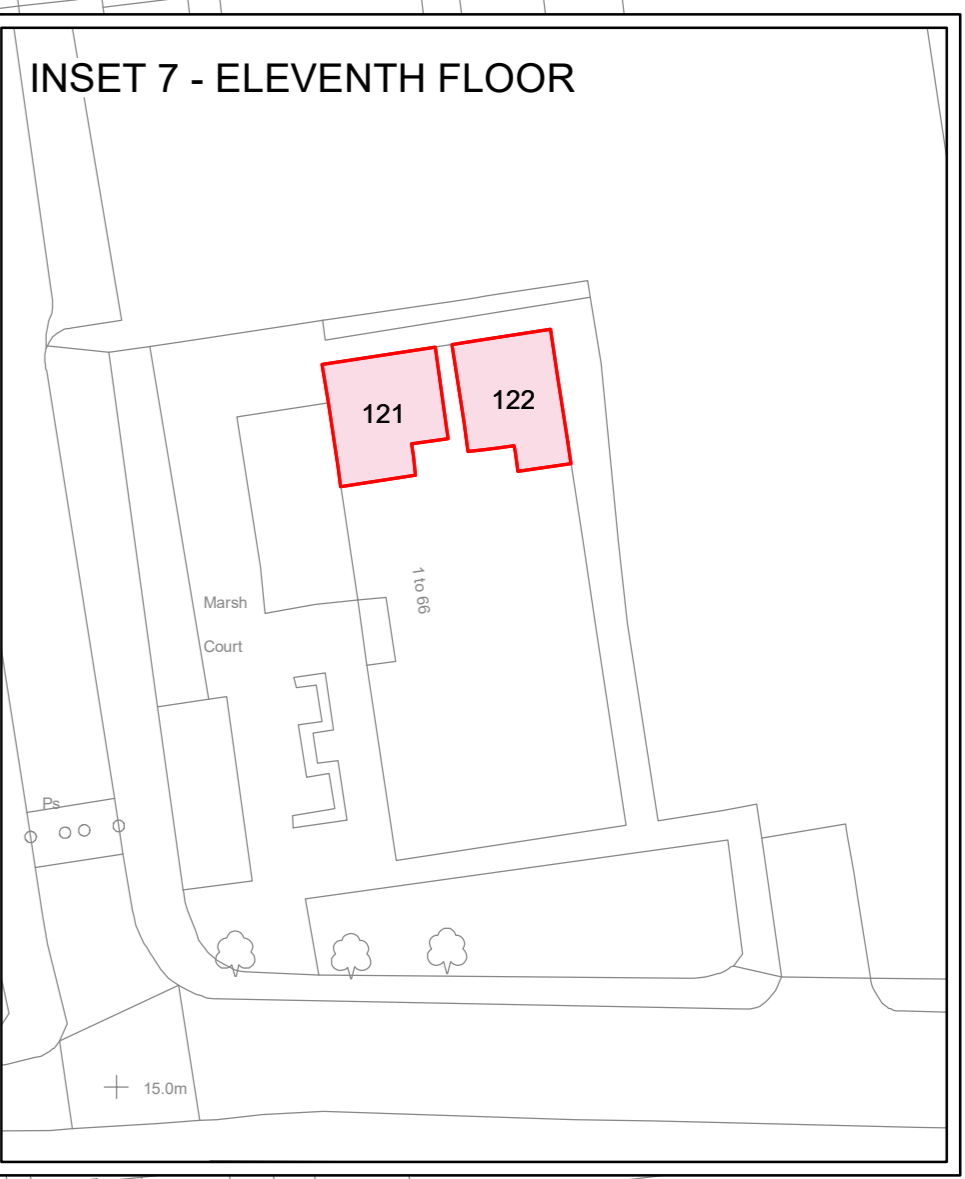 INSET 7 - ELEVENTH FLOOR
121
122
1 to 66
Marsh
Court
Ps
15.0m